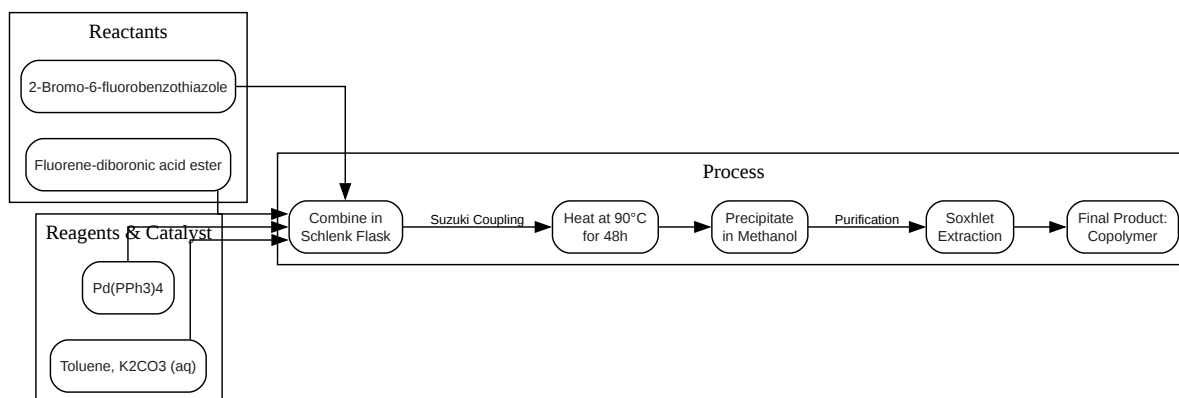 Reactants
2-Bromo-6-fluorobenzothiazole
Fluorene-diboronic acid ester
Reagents & Catalyst
Pd(PPh3)4
Toluene, K2CO3 (aq)
Process
Combine in
Schlenk Flask
Suzuki Coupling
Heat at 90°C
for 48h
Precipitate
in Methanol
Purification
Soxhlet
Extraction
Final Product:
Copolymer